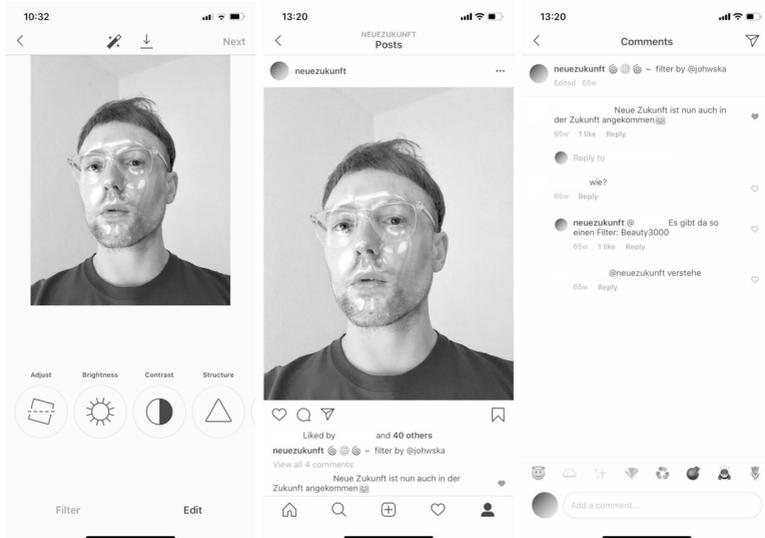 10:32
Next
Adjust
Brightness
Contrast
Structure
Filter
Edit
13:20
NEUEZUKUNFT
Posts
neuezukunft
Liked by and 40 others
neuezukunft ~ filter by @johwska
View all 4 comments
Neue Zukunft ist nun auch in der
Zukunft angekommen
13:20
Comments
neuezukunft ~ filter by @johwska
Edited · 65w
Neue Zukunft ist nun auch in
der Zukunft angekommen
65w 1 like Reply
Reply to
wie?
65w Reply
neuezukunft @ Es gibt da so
einen Filter: Beauty3000
65w 1 like Reply
@neuezukunft verstehe
65w Reply
Add a comment...